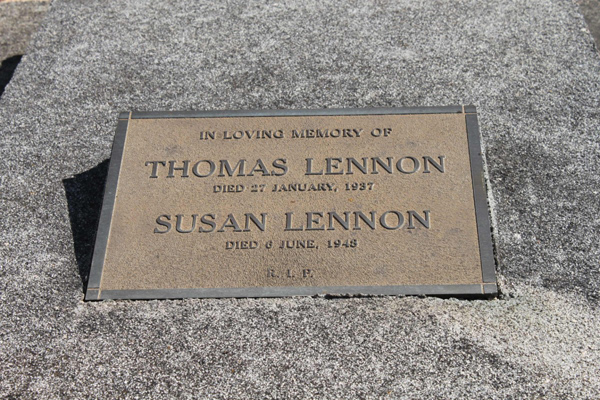 IN LOVING MEMORY OF
THOMAS LENNON
DIED 27 JANUARY, 1937
SUSAN LENNON
DIED 6 JUNE, 1948
R. I. P.